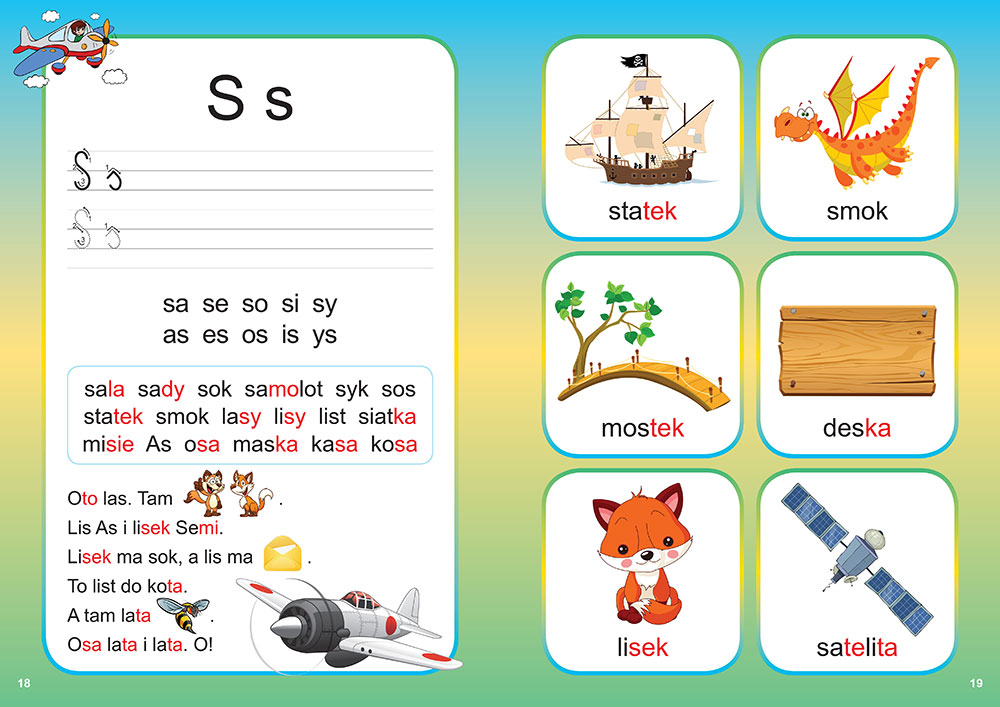 S s
S s
S s
sa se so si sy
as es os is ys
sala sady sok samolot syk sos
statek smok lasy lisy list siatka
misie As osa maska kasa kosa
Oto las. Tam .
Lis As i lisek Semi.
Lisek ma sok, a lis ma .
To list do kota.
A tam lata .
Osa lata i lata. O!
18
statek
smok
mostek
deska
lisek
satelita
19